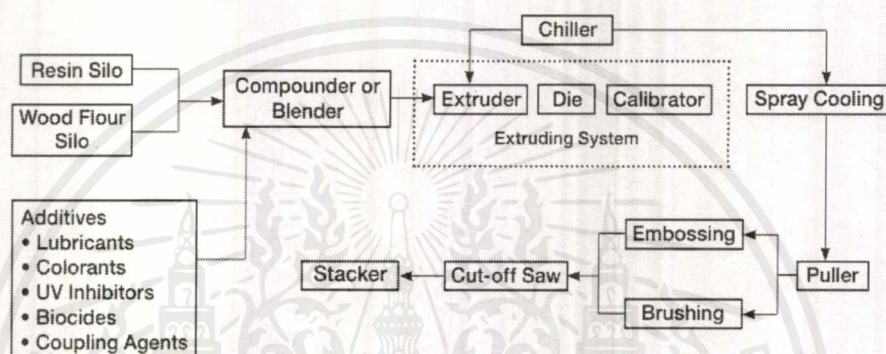 Chiller
Resin Silo
Wood Flour
Silo
Compounder or
Blender
Extruder
Die
Calibrator
Extruding System
Spray Cooling
Additives
• Lubricants
• Colorants
• UV Inhibitors
• Biocides
• Coupling Agents
Stacker
Cut-off Saw
Embossing
Brushing
Puller